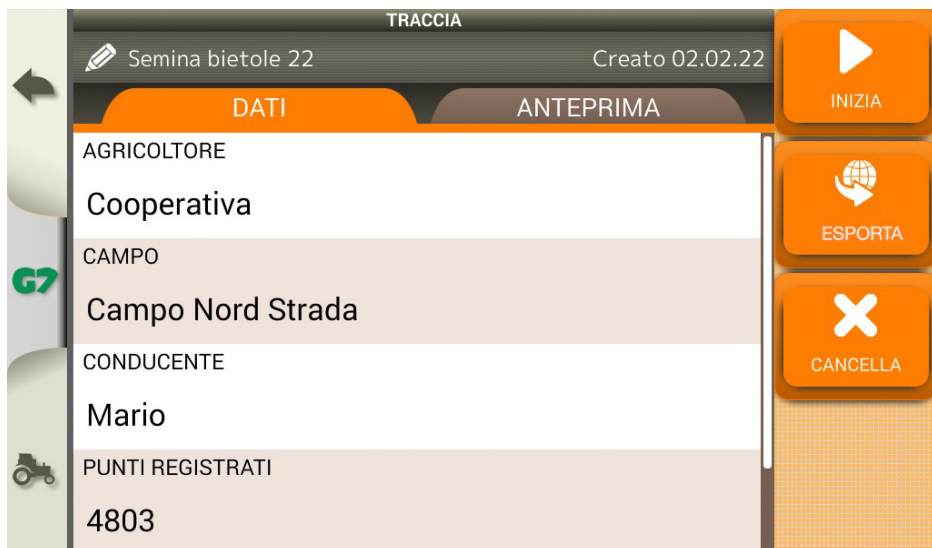 TRACCIA
Semina bietole 22 Creato 02.02.22
DATI ANTEPRIMA
AGRICOLTORE
Cooperativa
CAMPO
Campo Nord Strada
CONDUCENTE
Mario
PUNTI REGISTRATI
4803
G7
INIZIA
ESPORTA
CANCELLA